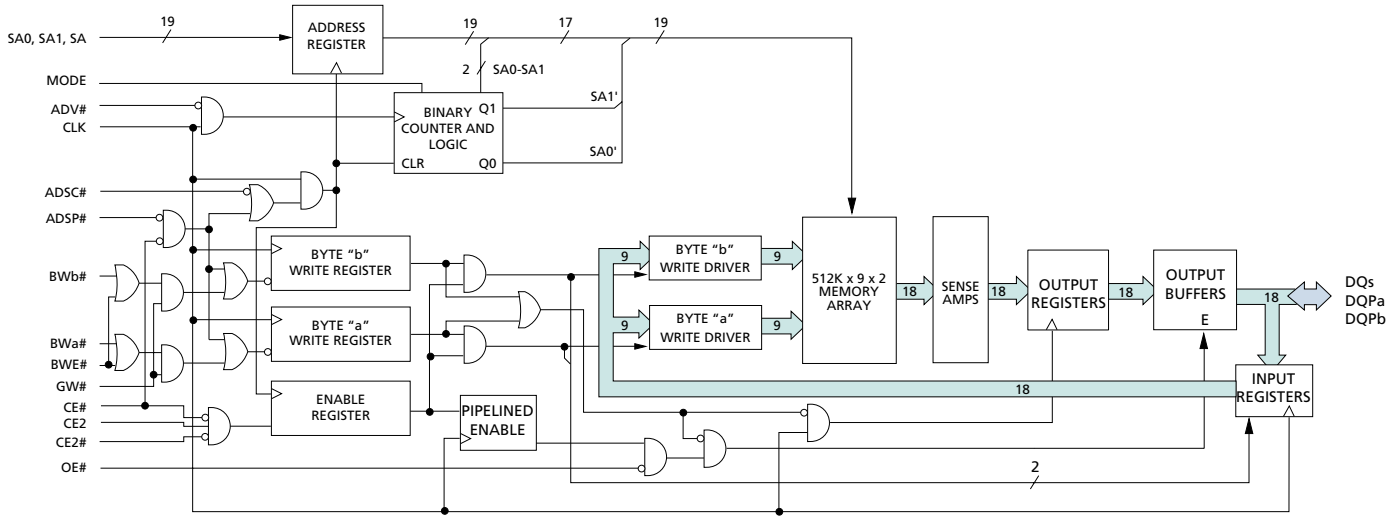 19
ADDRESS
REGISTER
19
17
19
SA0, SA1, SA
2
SA0-SA1
MODE
ADV#
CLK
BINARY
COUNTER AND
LOGIC
Q1
CLR
Q0
SA1'
SA0'
ADSC#
ADSP#
BWb#
BWa#
BWE#
GW#
CE#
CE2
CE2#
OE#
BYTE “b”
WRITE REGISTER
BYTE “a”
WRITE REGISTER
ENABLE
REGISTER
PIPELINED
ENABLE
9
BYTE “b”
WRITE DRIVER
9
9
BYTE “a”
WRITE DRIVER
9
512K x 9 x 2
MEMORY
ARRAY
18
SENSE
AMPS
18
OUTPUT
REGISTERS
18
OUTPUT
BUFFERS
E
18
DQs
DQPa
DQPb
INPUT
REGISTERS
18
2